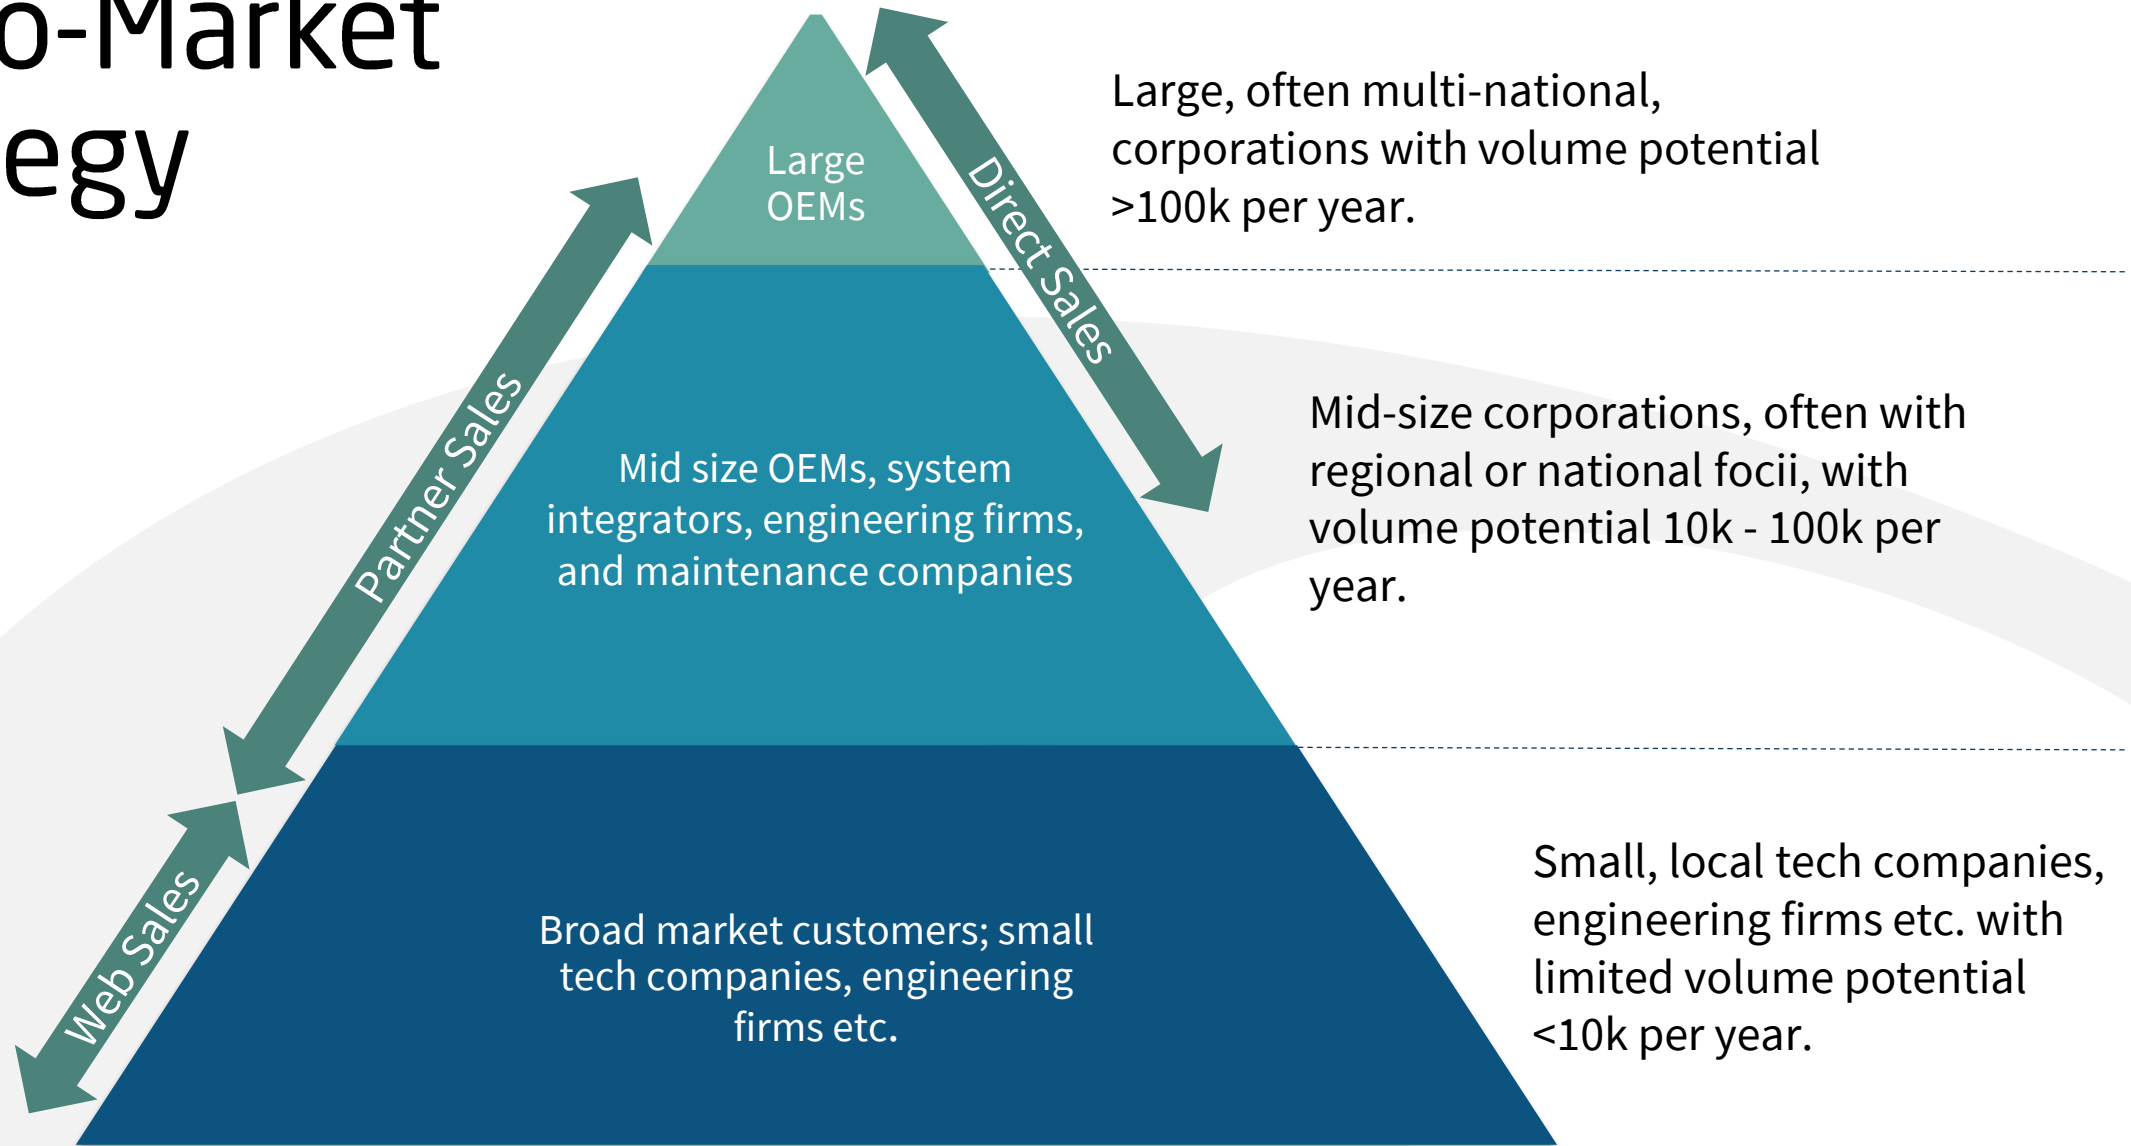 o-Market
egy
Large
OEMs
Direct Sales
Large, often multi-national,
corporations with volume potential
>100k per year.
Partner Sales
Mid size OEMs, system
integrators, engineering firms,
and maintenance companies
Mid-size corporations, often with
regional or national focii, with
volume potential 10k - 100k per
year.
Web Sales
Broad market customers; small
tech companies, engineering
firms etc.
Small, local tech companies,
engineering firms etc. with
limited volume potential
<10k per year.